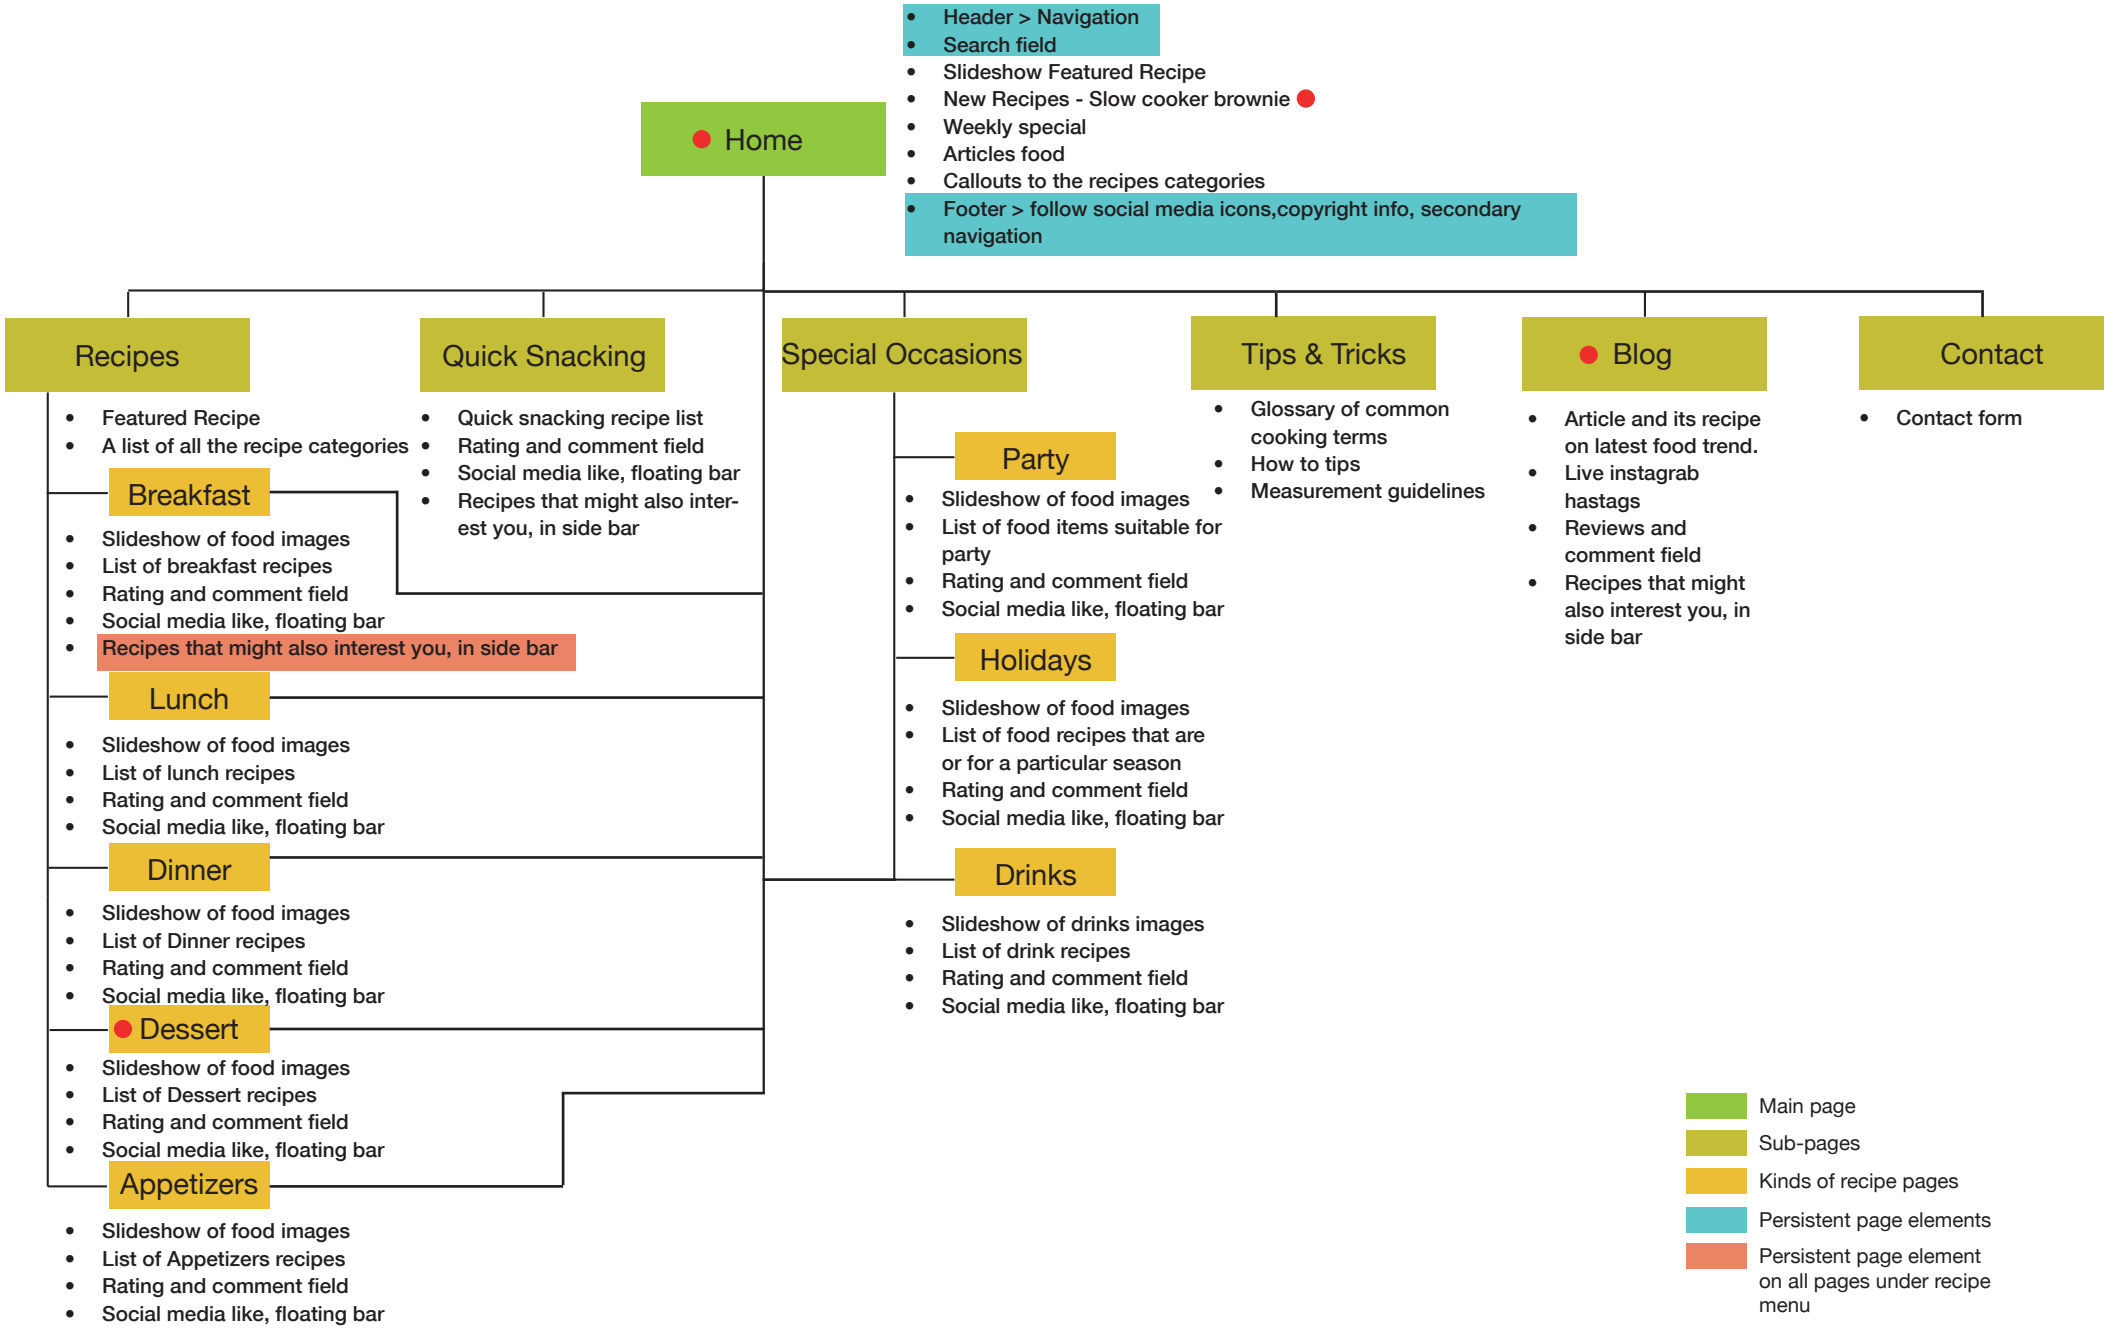 Header > Navigation
Search field
Slideshow Featured Recipe
New Recipes - Slow cooker brownie
Weekly special
Articles food
Callouts to the recipes categories
Footer > follow social media icons,copyright info, secondary
navigation
Home
Recipes
Featured Recipe
A list of all the recipe categories
Breakfast
Slideshow of food images
List of breakfast recipes
Rating and comment field
Social media like, floating bar
Recipes that might also interest you, in side bar
Lunch
Slideshow of food images
List of lunch recipes
Rating and comment field
Social media like, floating bar
Dinner
Slideshow of food images
List of Dinner recipes
Rating and comment field
Social media like, floating bar
Dessert
Slideshow of food images
List of Dessert recipes
Rating and comment field
Social media like, floating bar
Appetizers
Slideshow of food images
List of Appetizers recipes
Rating and comment field
Social media like, floating bar
Quick Snacking
Quick snacking recipe list
Rating and comment field
Social media like, floating bar
Recipes that might also inter-
est you, in side bar
Special Occasions
Party
Slideshow of food images
List of food items suitable for
party
Rating and comment field
Social media like, floating bar
Holidays
Slideshow of food images
List of food recipes that are
or for a particular season
Rating and comment field
Social media like, floating bar
Drinks
Slideshow of drinks images
List of drink recipes
Rating and comment field
Social media like, floating bar
Tips & Tricks
Glossary of common
cooking terms
How to tips
Measurement guidelines
Blog
Article and its recipe
on latest food trend.
Live instagrab
hastags
Reviews and
comment field
Recipes that might
also interest you, in
side bar
Contact
Contact form
Main page
Sub-pages
Kinds of recipe pages
Persistent page elements
Persistent page element
on all pages under recipe
menu